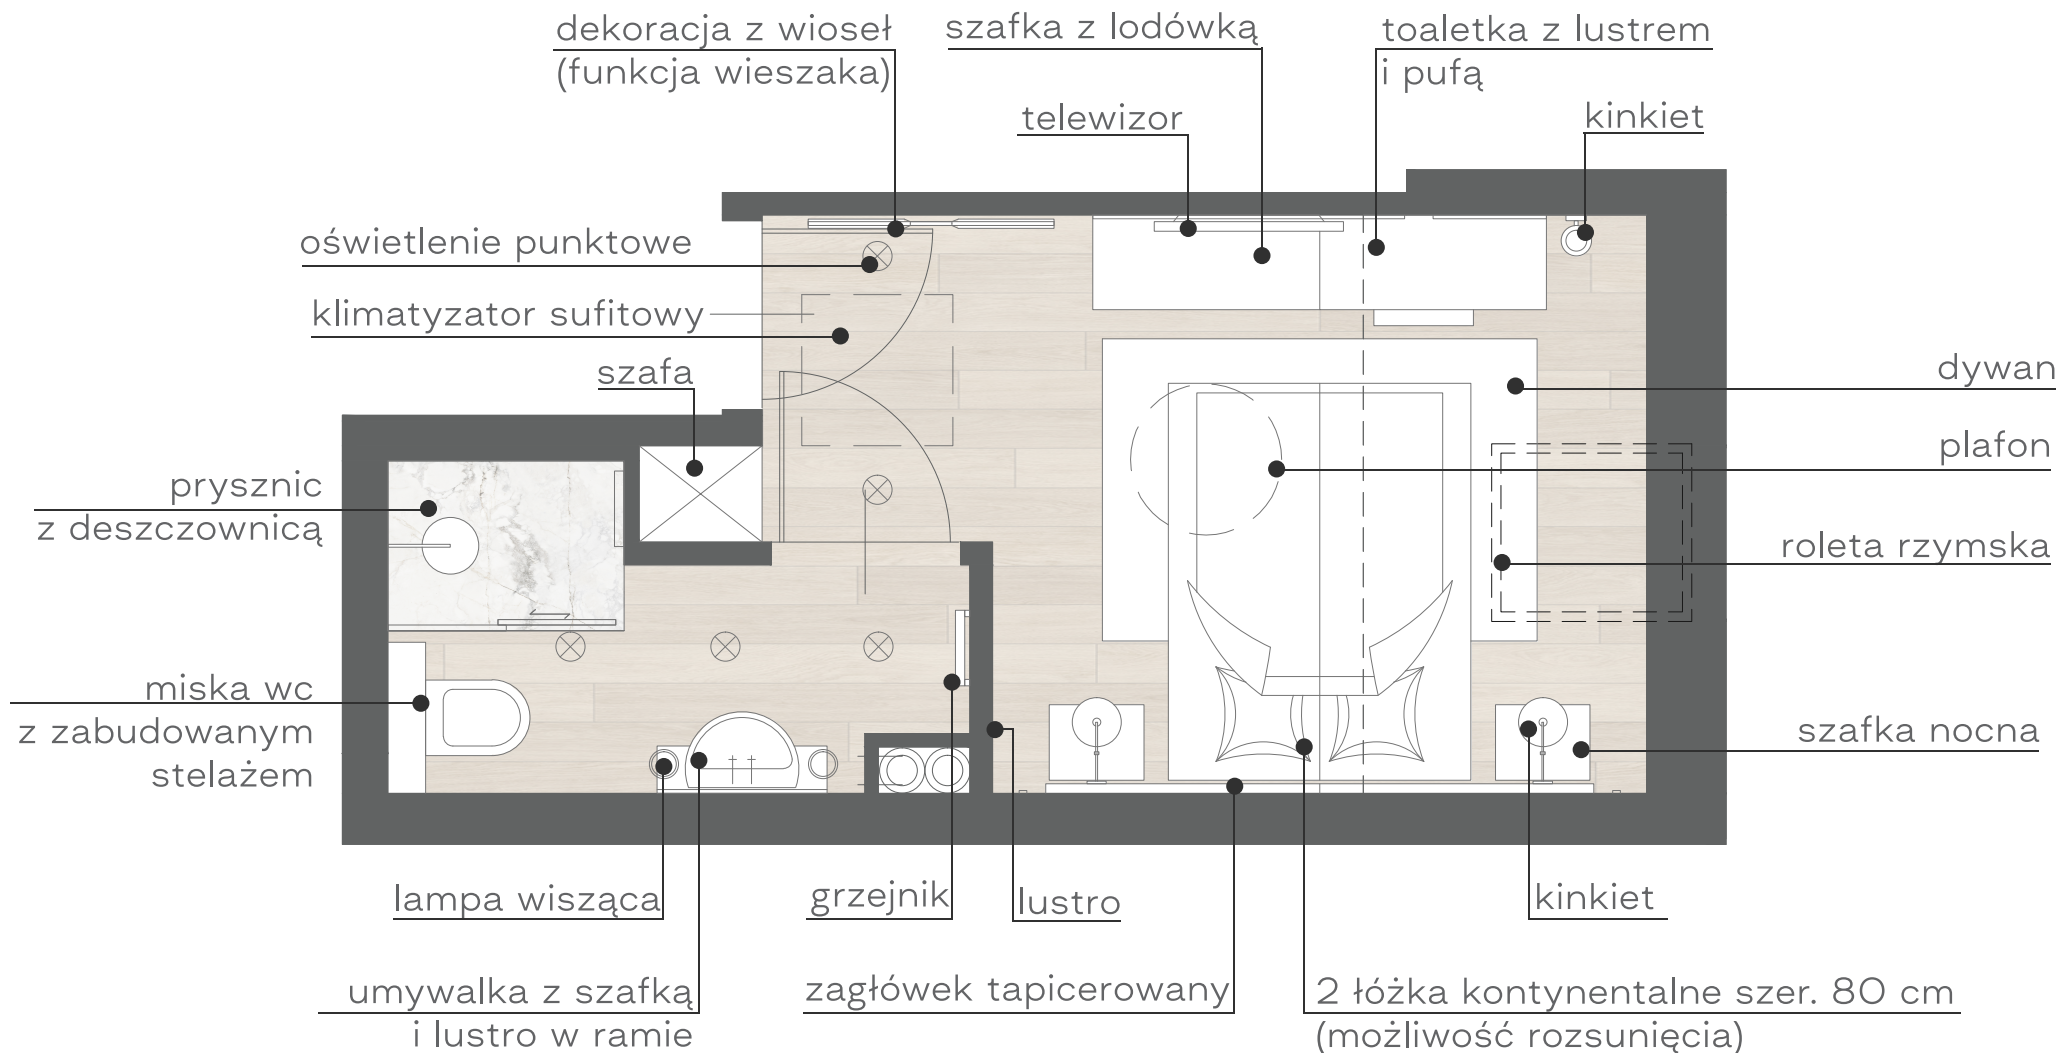 dekoracja z wioseł
(funkcja wieszaka)
szafka z lodówką
toaletka z lustrem
i pufą
telewizor
kinkiet
oświetlenie punktowe
klimatyzator sufitowy
szafa
dywan
plafon
prysznic
z deszczownicą
roleta rzymska
miska wc
z zabudowanym
stelażem
szafka nocna
lampa wisząca
grzejnik
lustro
kinkiet
umywalka z szafką
i lustro w ramie
zagłówek tapicerowany
2 łóżka kontynentalne szer. 80 cm
(możliwość rozsunięcia)